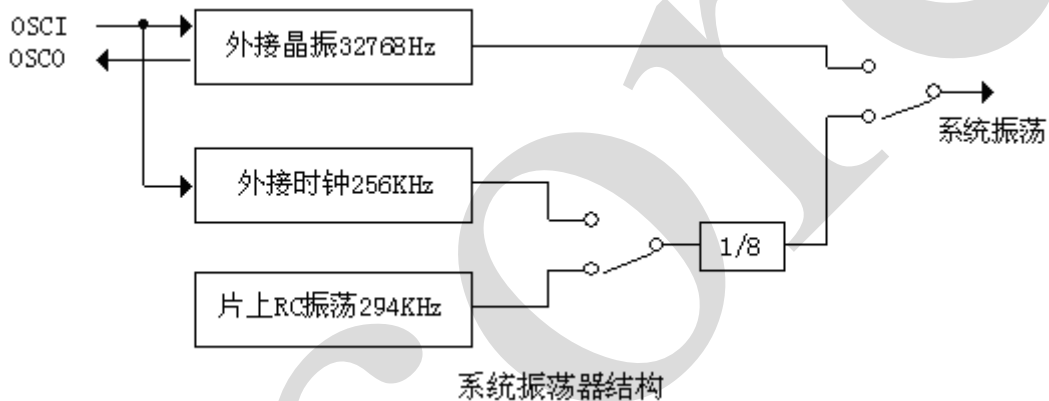 OSCI
OSCO
外接晶振32768Hz
系统振荡
外接时钟256KHz
1/8
片上RC振荡294KHz
系统振荡器结构